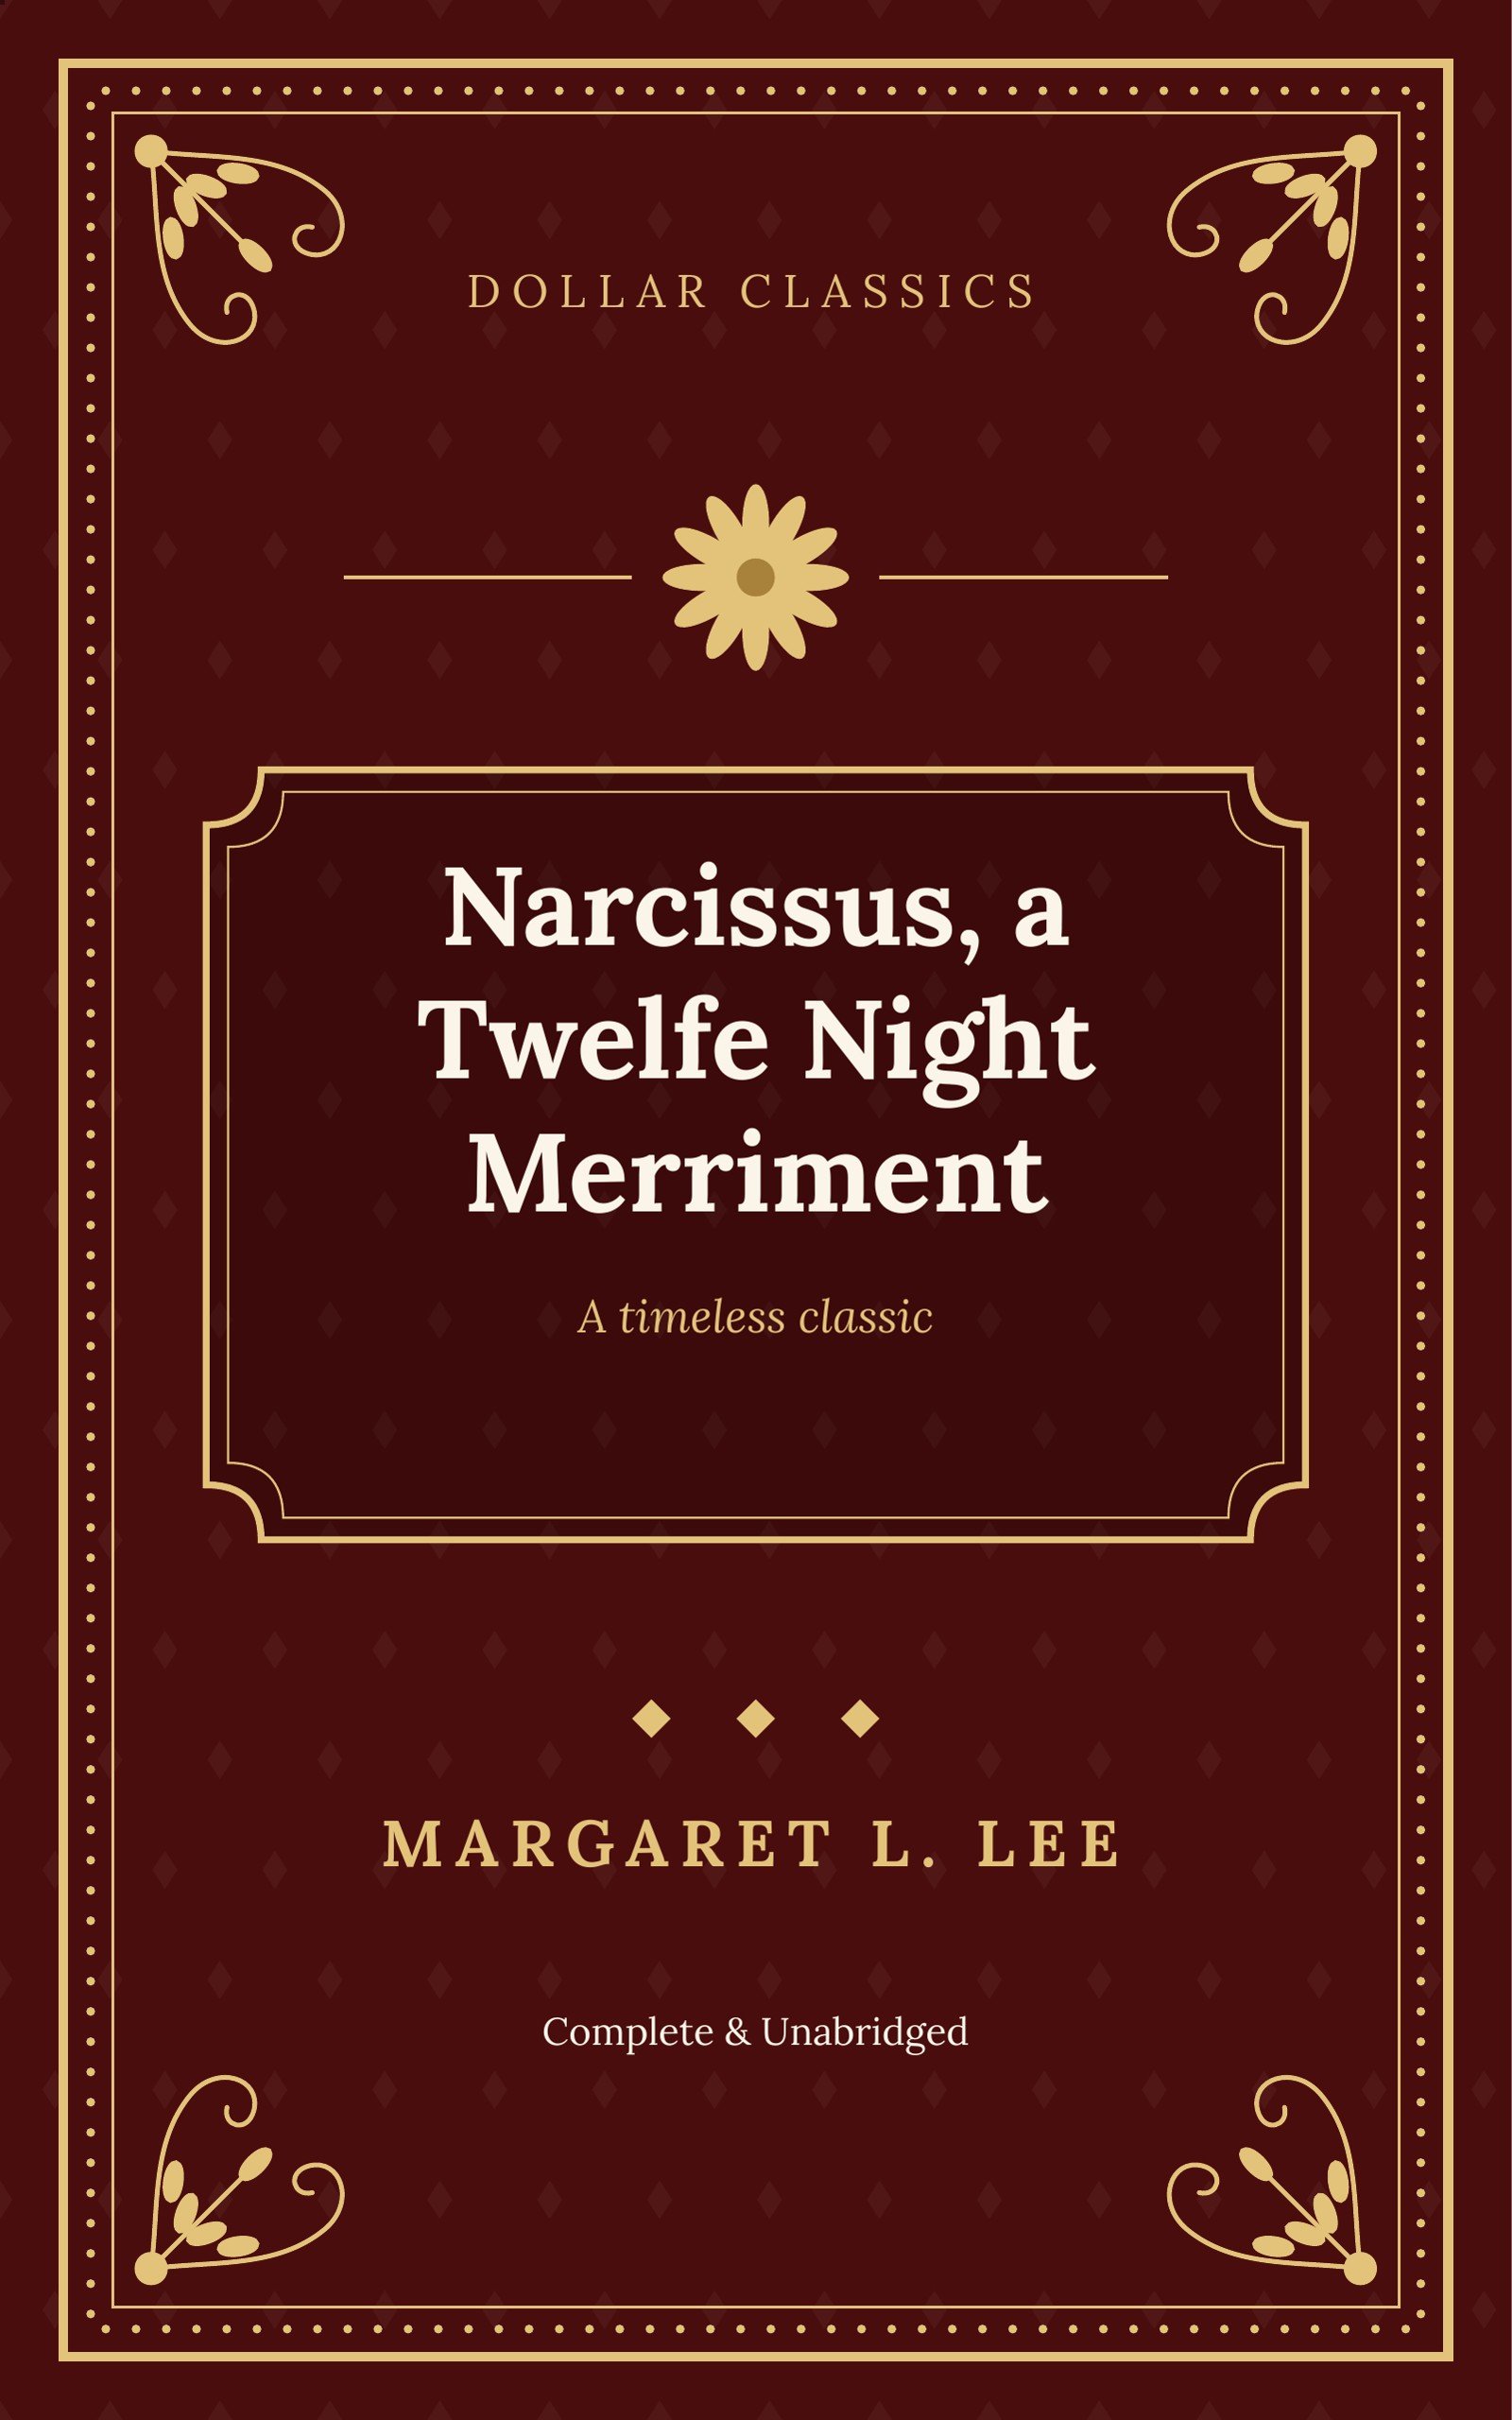 DOLLAR CLASSICS
Narcissus, a
Twelfe Night
Merriment
A timeless classic
MARGARET L. LEE
Complete & Unabridged